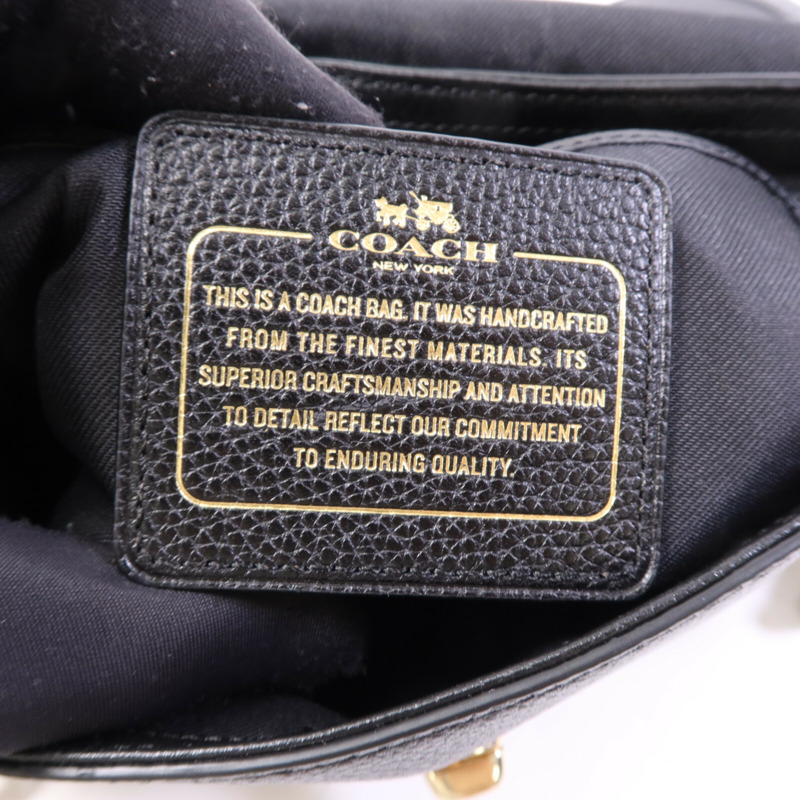 COACH
NEW YORK
THIS IS A COACH BAG. IT WAS HANDCRAFTED
FROM THE FINEST MATERIALS. ITS
SUPERIOR CRAFTSMANSHIP AND ATTENTION
TO DETAIL REFLECT OUR COMMITMENT
TO ENDURING QUALITY.